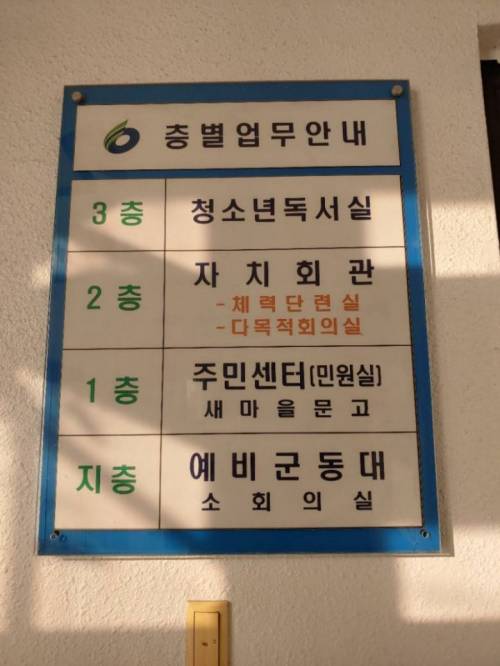 층별업무안내
3층 청소년독서실
2층 자치회관
- 체력단련실
- 다목적회의실
1층 주민센터(민원실)
새마을문고
지층 예비군동대
소회의실